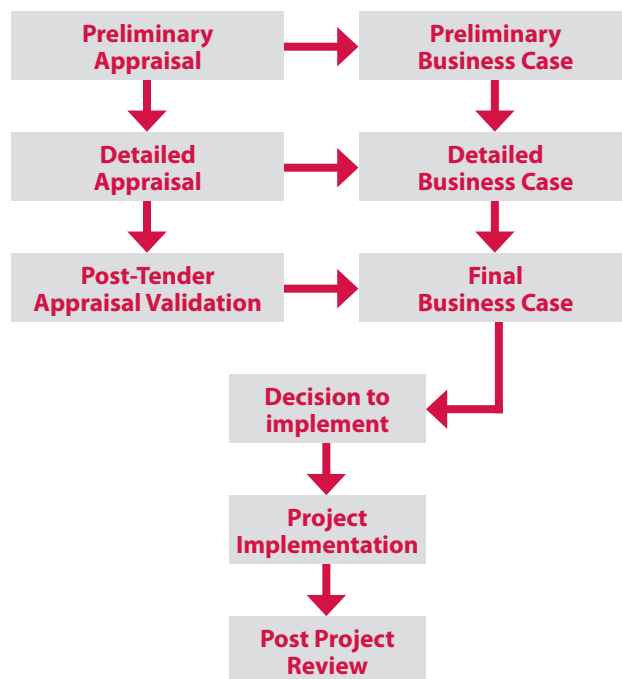 Preliminary
Appraisal
Preliminary
Business Case
Detailed
Appraisal
Detailed
Business Case
Post-Tender
Appraisal Validation
Final
Business Case
Decision to
implement
Project
Implementation
Post Project
Review